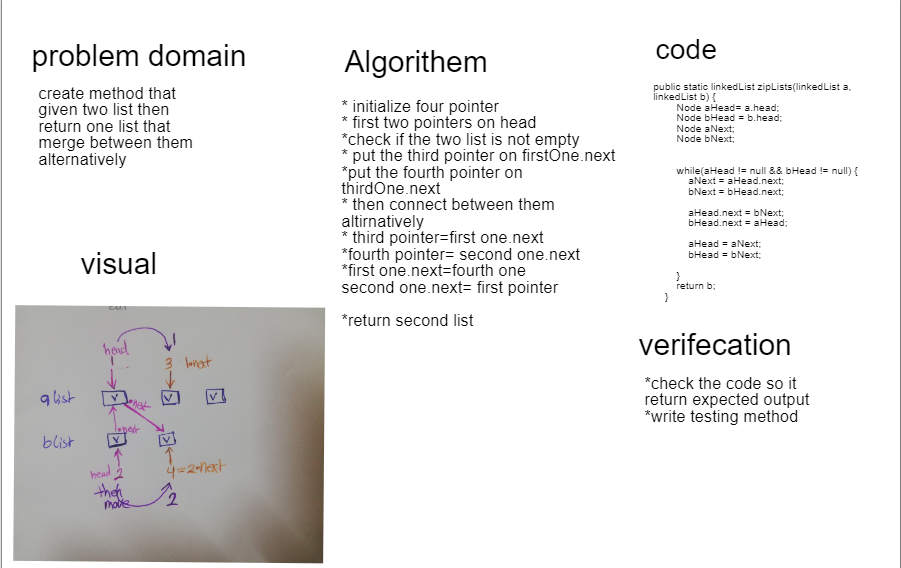 problem domain
create method that
given two list then
return one list that
merge between them
alternatively
visual
head
1
3
1.next
a list
v
v
v
.next
.next
b list
v
v
head 2
4=2.next
then
move
2
Algorithem
* initialize four pointer
* first two pointers on head
*check if the two list is not empty
* put the third pointer on firstOne.next
*put the fourth pointer on
thirdOne.next
* then connect between them
altirnatively
* third pointer=first one.next
*fourth pointer= second one.next
*first one.next=fourth one
second one.next= first pointer
*return second list
code
public static linkedList zipLists(linkedList a,
linkedList b) {
Node aHead= a.head;
Node bHead = b.head;
Node aNext;
Node bNext;
while(aHead != null && bHead != null) {
aNext = aHead.next;
bNext = bHead.next;
aHead.next = bNext;
bHead.next = aHead;
aHead = aNext;
bHead = bNext;
}
return b;
}
verifecation
*check the code so it
return expected output
*write testing method